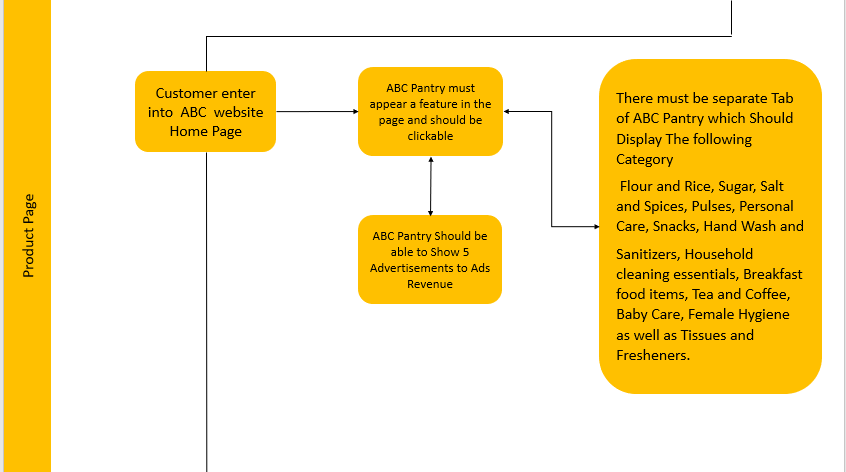 Product Page
Customer enter
into ABC website
Home Page
ABC Pantry must
appear a feature in the
page and should be
clickable
ABC Pantry Should be
able to Show 5
Advertisements to Ads
Revenue
There must be separate Tab
of ABC Pantry which Should
Display The following
Category
Flour and Rice, Sugar, Salt
and Spices, Pulses, Personal
Care, Snacks, Hand Wash and
Sanitizers, Household
cleaning essentials, Breakfast
food items, Tea and Coffee,
Baby Care, Female Hygiene
as well as Tissues and
Fresheners.